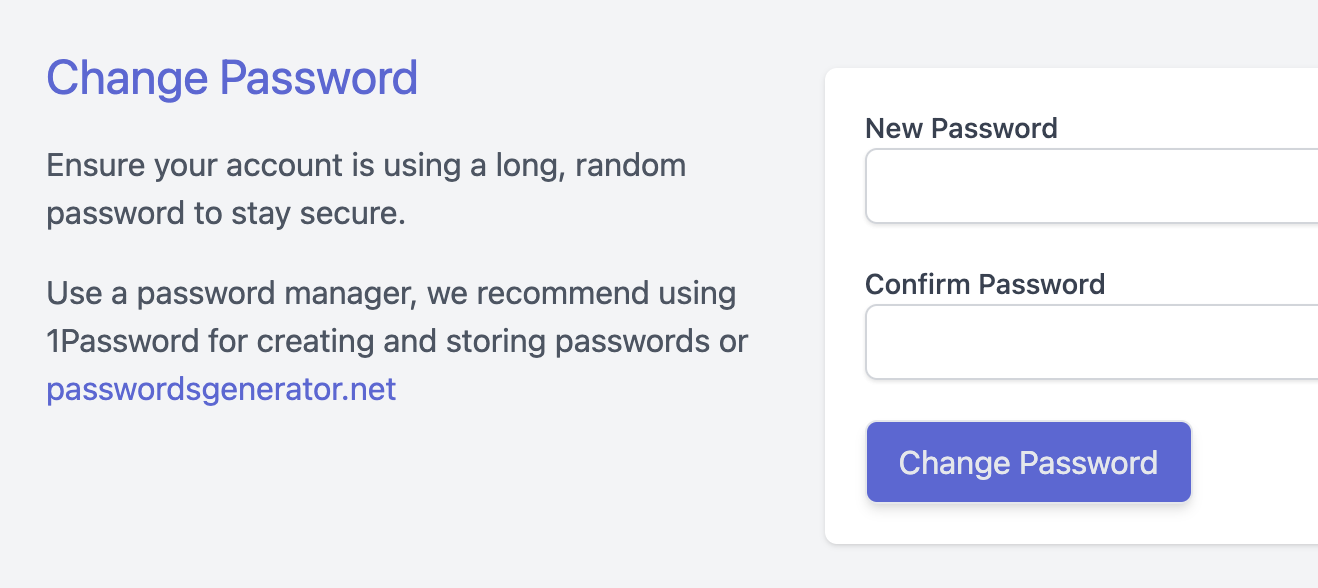 Change Password
Ensure your account is using a long, random
password to stay secure.
Use a password manager, we recommend using
1Password for creating and storing passwords or
passwordsgenerator.net
New Password
Confirm Password
Change Password